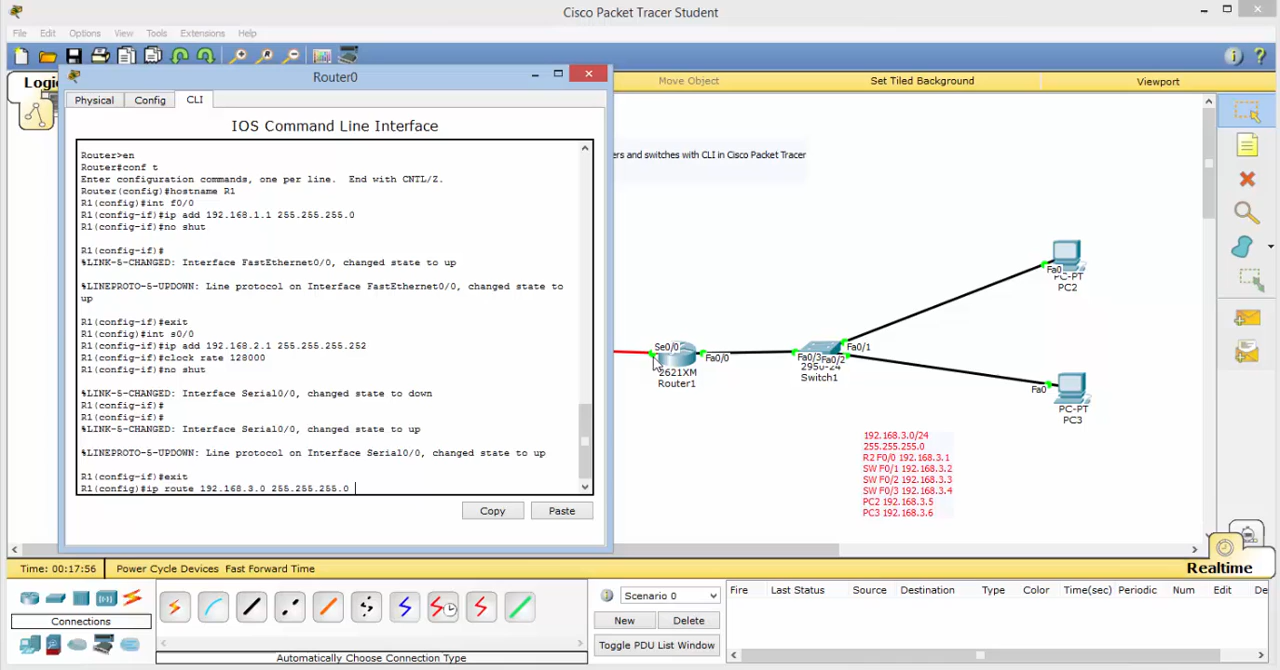 Cisco Packet Tracer Student
File Edit Options View Tools Extensions Help
Logic
Move Object
Set Tiled Background
Viewport
Router0
Physical Config CLI
IOS Command Line Interface
Router>en
Router#conf t
Enter configuration commands, one per line. End with CNTL/Z.
Router(config)#hostname R1
R1(config)#int f0/0
R1(config-if)#ip add 192.168.1.1 255.255.255.0
R1(config-if)#no shut
R1(config-if)#
%LINK-5-CHANGED: Interface FastEthernet0/0, changed state to up
%LINEPROTO-5-UPDOWN: Line protocol on Interface FastEthernet0/0, changed state to
up
R1(config-if)#exit
R1(config)#int s0/0
R1(config-if)#ip add 192.168.2.1 255.255.255.252
R1(config-if)#clock rate 128000
R1(config-if)#no shut
%LINK-5-CHANGED: Interface Serial0/0, changed state to down
R1(config-if)#
R1(config-if)#
%LINK-5-CHANGED: Interface Serial0/0, changed state to up
%LINEPROTO-5-UPDOWN: Line protocol on Interface Serial0/0, changed state to up
R1(config-if)#exit
R1(config)#ip route 192.168.3.0 255.255.255.0
Copy
Paste
ers and switches with CLI in Cisco Packet Tracer
Fa0
PC-PT
PC2
Se0/0
Fa0/0
2621XM
Router1
Fa0/3
Fa0/2
Fa0/1
2950-24
Switch1
Fa0
PC-PT
PC3
192.168.3.0/24
255.255.255.0
R2 F0/0 192.168.3.1
SW F0/1 192.168.3.2
SW F0/2 192.168.3.3
SW F0/3 192.168.3.4
PC2 192.168.3.5
PC3 192.168.3.6
Time: 00:17:56
Power Cycle Devices Fast Forward Time
Realtime
Connections
Automatically Choose Connection Type
Scenario 0
New
Delete
Toggle PDU List Window
Fire Last Status Source Destination Type Color Time(sec) Periodic Num Edit De